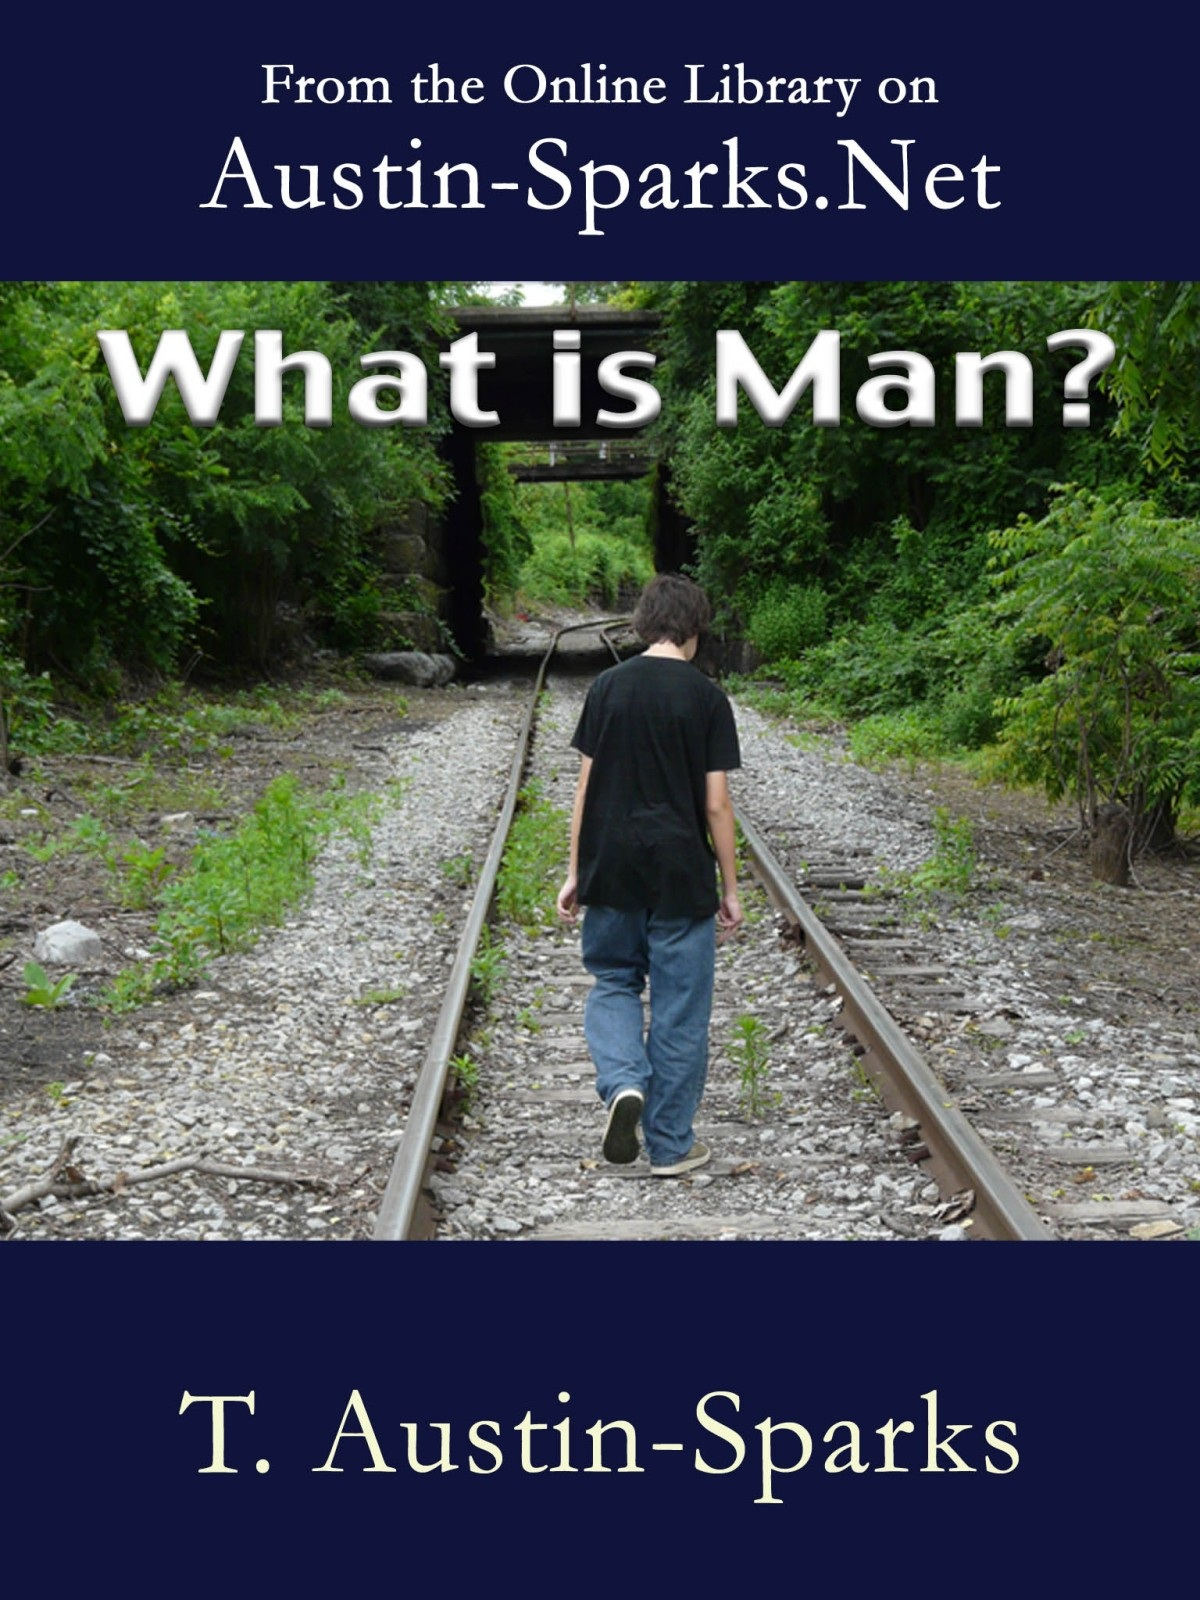 From the Online Library on
Austin-Sparks.Net
What is Man?
T. Austin-Sparks